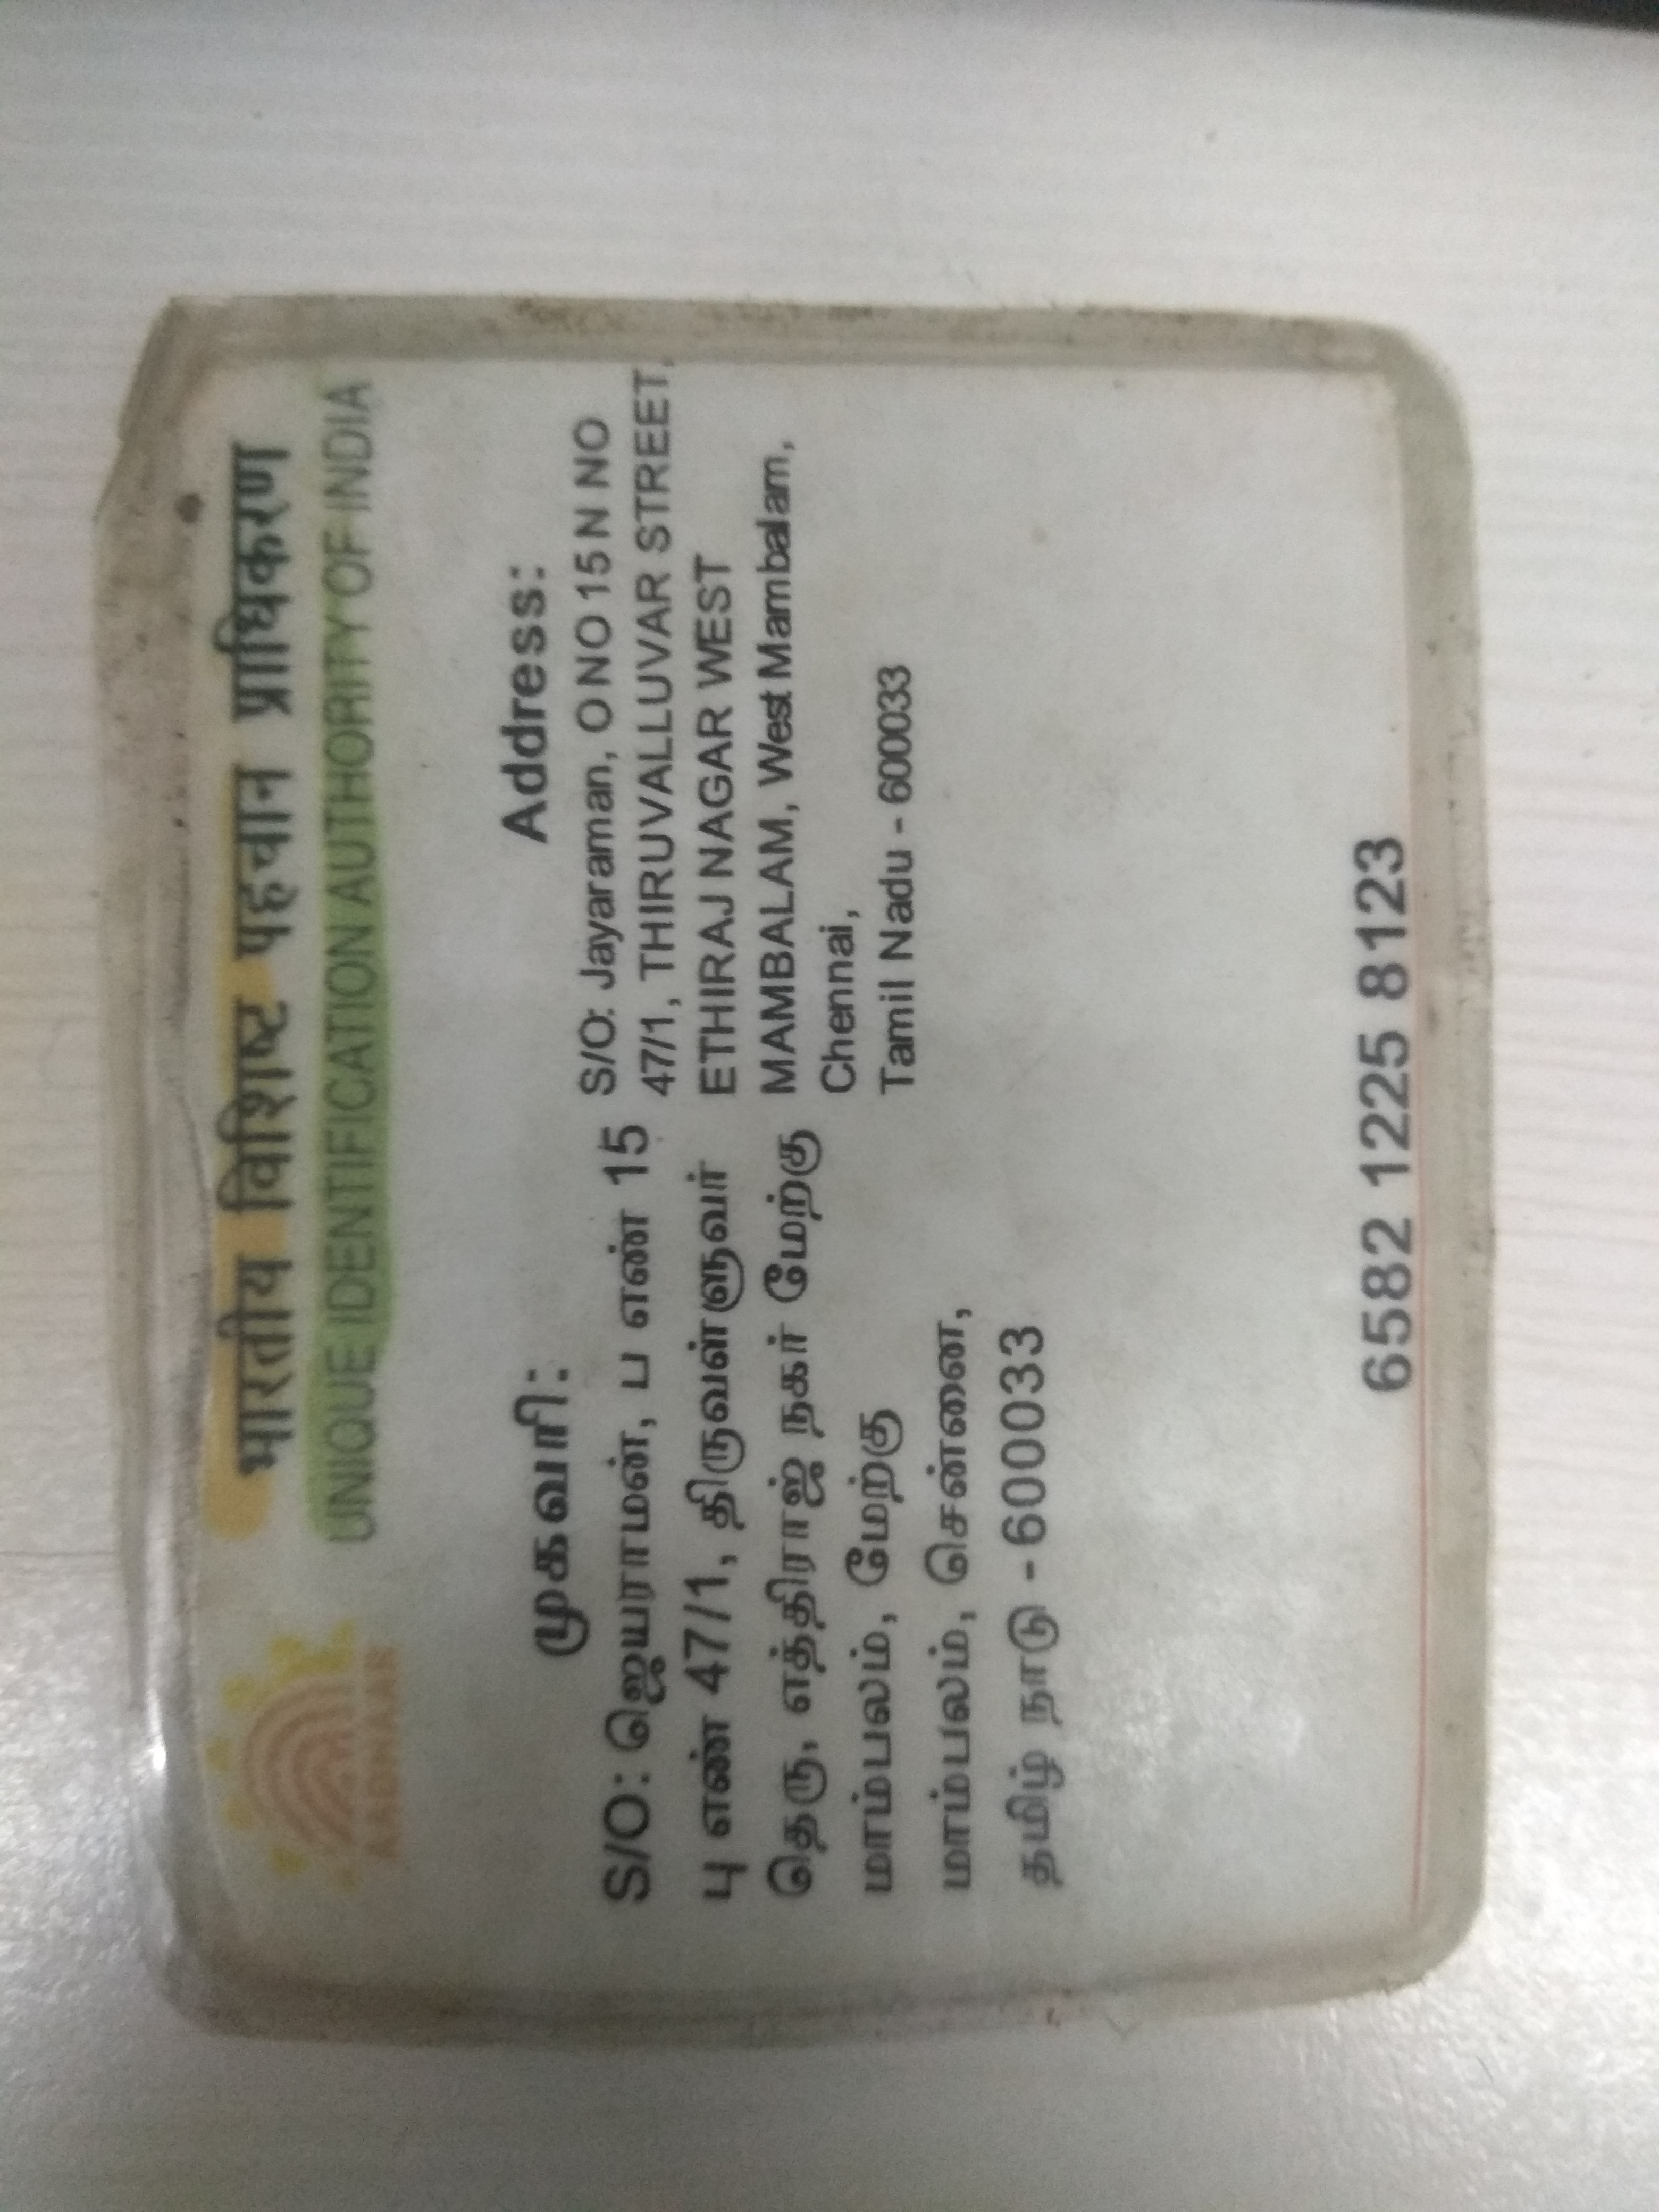 भारतीय विशिष्ट पहचान प्राधिकरण
UNIQUE IDENTIFICATION AUTHORITY OF INDIA
AADHAAR
முகவரி:
S/O: ஜெயராமன், ப எண் 15
பு எண் 47/1, திருவள்ளுவர்
தெரு, எத்திராஜ் நகர் மேற்கு
மாம்பலம், மேற்கு
மாம்பலம், சென்னை,
தமிழ் நாடு - 600033
Address:
S/O: Jayaraman, O NO 15 N NO
47/1, THIRUVALLUVAR STREET,
ETHIRAJ NAGAR WEST
MAMBALAM, West Mambalam,
Chennai,
Tamil Nadu - 600033
6582 1225 8123